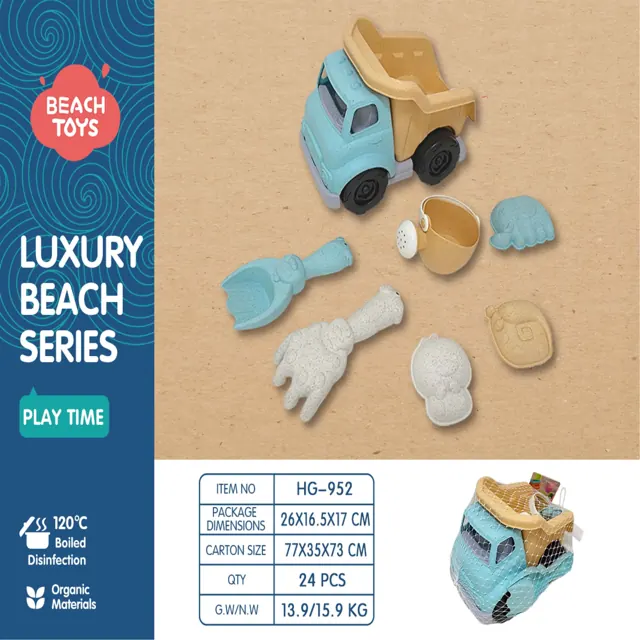 BEACH
TOYS
LUXURY
BEACH
SERIES
PLAY TIME
120℃
Boiled
Disinfection
Organic
Materials
ITEM NO HG-952
PACKAGE
DIMENSIONS 26X16.5X17 CM
CARTON SIZE 77X35X73 CM
QTY 24 PCS
G.W/N.W 13.9/15.9 KG